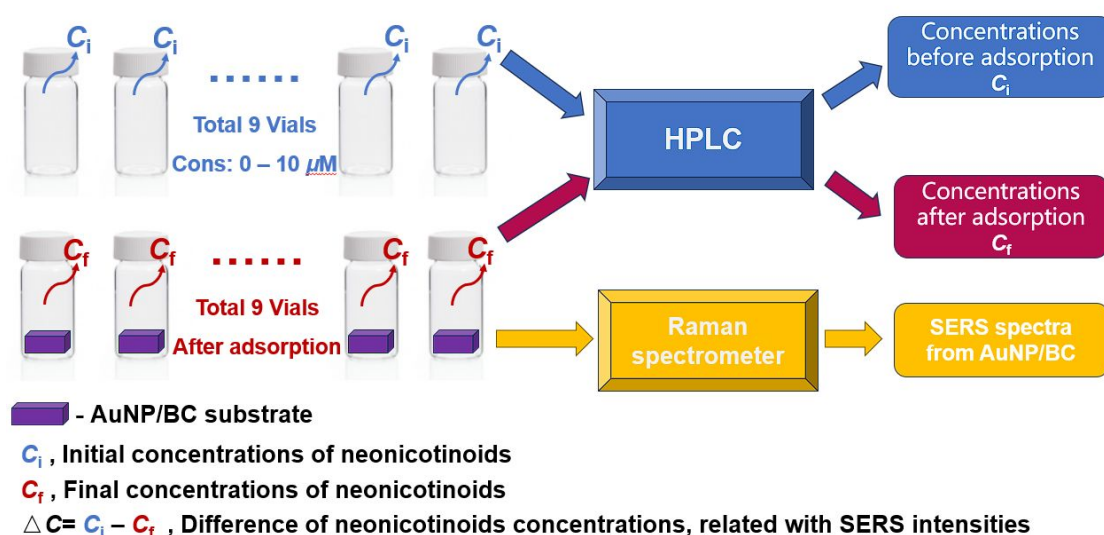 Ci
Ci
Ci
Ci
......
Total 9 Vials
Cons: 0 – 10 μM
HPLC
Concentrations
before adsorption
Ci
Concentrations
after adsorption
Cf
Cf
Cf
Cf
Cf
......
Total 9 Vials
After adsorption
Raman
spectrometer
SERS spectra
from AuNP/BC
- AuNP/BC substrate
Ci , Initial concentrations of neonicotinoids
Cf , Final concentrations of neonicotinoids
△C= Ci – Cf , Difference of neonicotinoids concentrations, related with SERS intensities